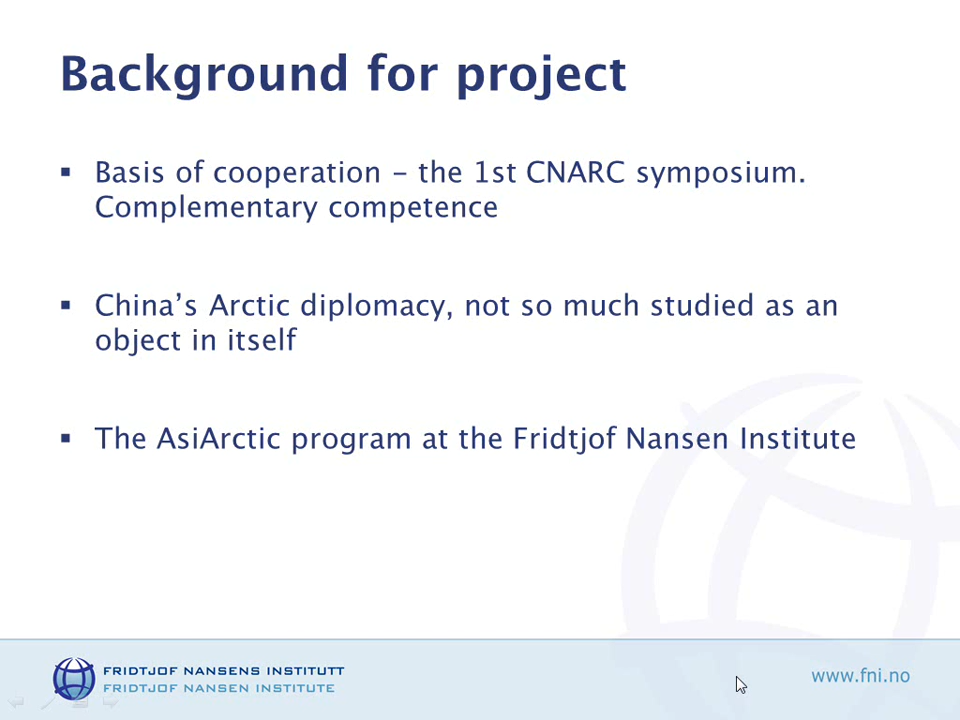 Background for project
▪ Basis of cooperation – the 1st CNARC symposium.
Complementary competence
▪ China’s Arctic diplomacy, not so much studied as an
object in itself
▪ The AsiArctic program at the Fridtjof Nansen Institute
FRIDTJOF NANSENS INSTITUTT
FRIDTJOF NANSEN INSTITUTE
www.fni.no